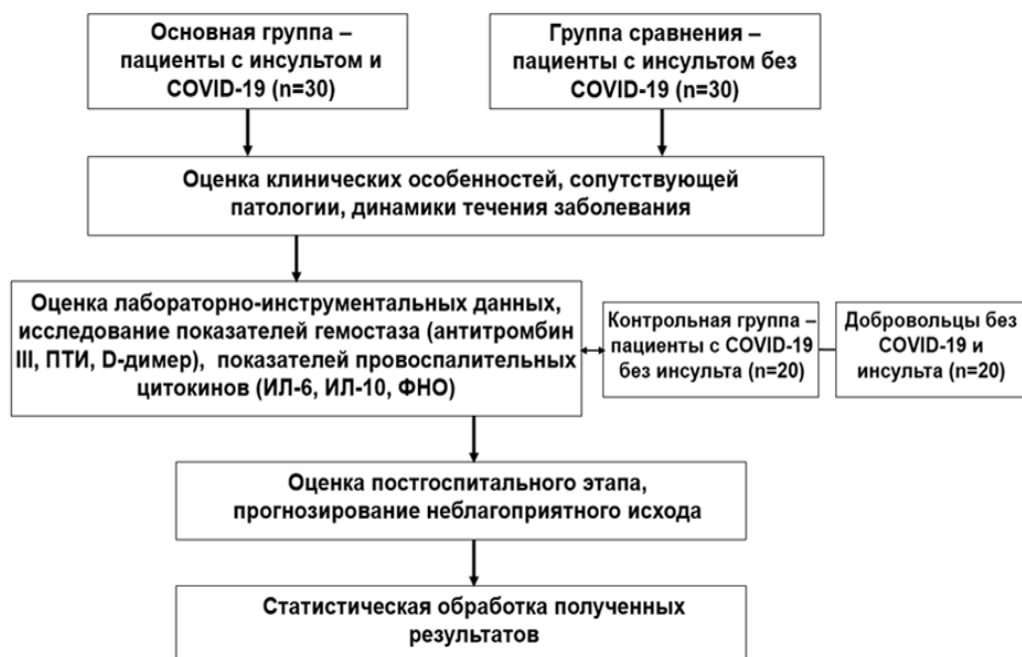 Основная группа –
пациенты с инсультом и
COVID-19 (n=30)
Группа сравнения –
пациенты с инсультом без
COVID-19 (n=30)
Оценка клинических особенностей, сопутствующей
патологии, динамики течения заболевания
Оценка лабораторно-инструментальных данных,
исследование показателей гемостаза (антитромбин
III, ПТИ, D-димер), показателей провоспалительных
цитокинов (ИЛ-6, ИЛ-10, ФНО)
Контрольная группа –
пациенты с COVID-19
без инсульта (n=20)
Добровольцы без
COVID-19 и
инсульта (n=20)
Оценка постгоспитального этапа,
прогнозирование неблагоприятного исхода
Статистическая обработка полученных
результатов